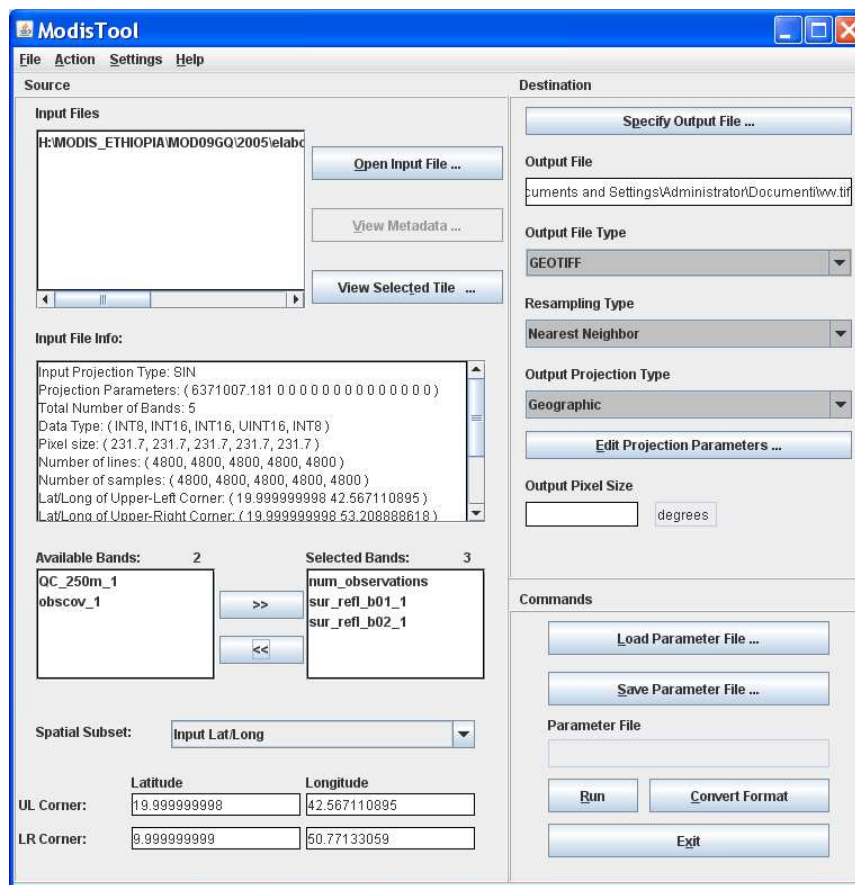 ModisTool
File Action Settings Help
Source
Input Files
H:\MODIS_ETHIOPIA\MOD09GQ\2005\elabo
Open Input File ...
View Metadata ...
View Selected Tile ...
Input File Info:
Input Projection Type: SIN
Projection Parameters: ( 6371007.181 0 0 0 0 0 0 0 0 0 0 0 0 0 0 )
Total Number of Bands: 5
Data Type: ( INT8, INT16, INT16, UINT16, INT8 )
Pixel size: ( 231.7, 231.7, 231.7, 231.7, 231.7 )
Number of lines: ( 4800, 4800, 4800, 4800, 4800 )
Number of samples: ( 4800, 4800, 4800, 4800, 4800 )
Lat/Long of Upper-Left Corner: ( 19.999999998 42.567110895 )
Lat/Long of Upper-Right Corner: ( 19.999999998 53.208888618 )
Available Bands: 2
QC_250m_1
obscov_1
>>
<<
Selected Bands: 3
num_observations
sur_refl_b01_1
sur_refl_b02_1
Spatial Subset: Input Lat/Long
Latitude Longitude
UL Corner: 19.999999998 42.567110895
LR Corner: 9.999999999 50.77133059
Destination
Specify Output File ...
Output File
cuments and Settings\Administrator\Documenti\vw.tif
Output File Type
GEOTIFF
Resampling Type
Nearest Neighbor
Output Projection Type
Geographic
Edit Projection Parameters ...
Output Pixel Size
degrees
Commands
Load Parameter File ...
Save Parameter File ...
Parameter File
Run Convert Format
Exit